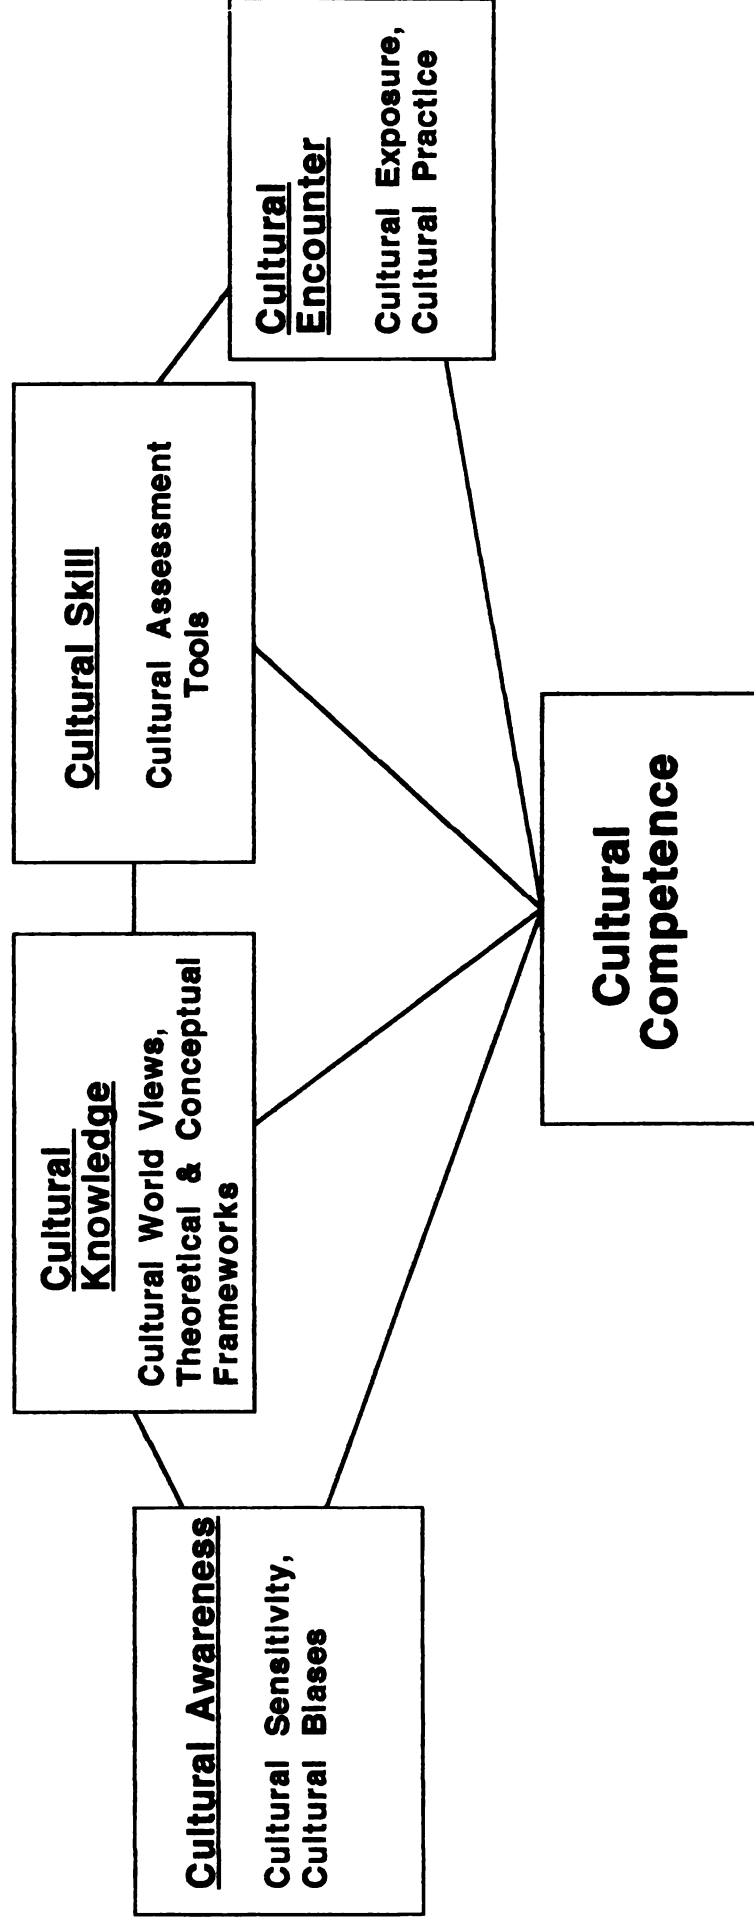 Cultural Awareness
Cultural Sensitivity,
Cultural Biases
Cultural
Knowledge
Cultural World Views,
Theoretical & Conceptual
Frameworks
Cultural Skill
Cultural Assessment
Tools
Cultural
Encounter
Cultural Exposure,
Cultural Practice
Cultural
Competence